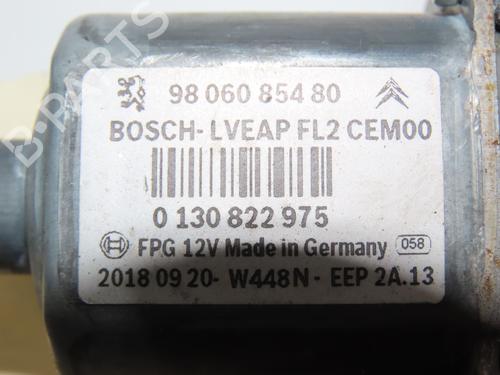 98 060 854 80
BOSCH- LVEAP FL2 CEM00
0 130 822 975
FPG 12V Made in Germany 058
2018 09 20- W448N - EEP 2A.13
B-PARTS